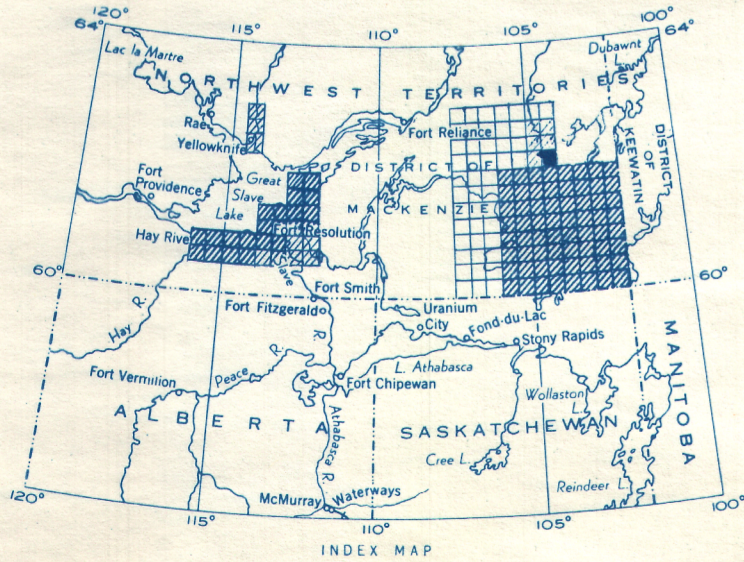 120°
115°
110°
105°
100°
64°
64°
Lac la Martre
Dubawnt
L.
NORTHWEST TERRITORIES
Rae
Yellowknife
Fort Reliance
DISTRICT OF
MACKENZIE
DISTRICT
OF
KEEWATIN
Fort
Providence
Great
Slave
Lake
Hay River
Fort Resolution
Slave
R.
60°
60°
Fort Smith
Fort Fitzgerald
Hay R.
Uranium
City
Fond-du-Lac
Stony Rapids
L. Athabasca
Fort Vermilion
Peace R.
Fort Chipewan
Wollaston
L.
MANITOBA
ALBERTA
SASKATCHEWAN
Athabasca R.
Cree L.
Reindeer L.
McMurray
Waterways
120°
115°
110°
105°
100°
INDEX MAP